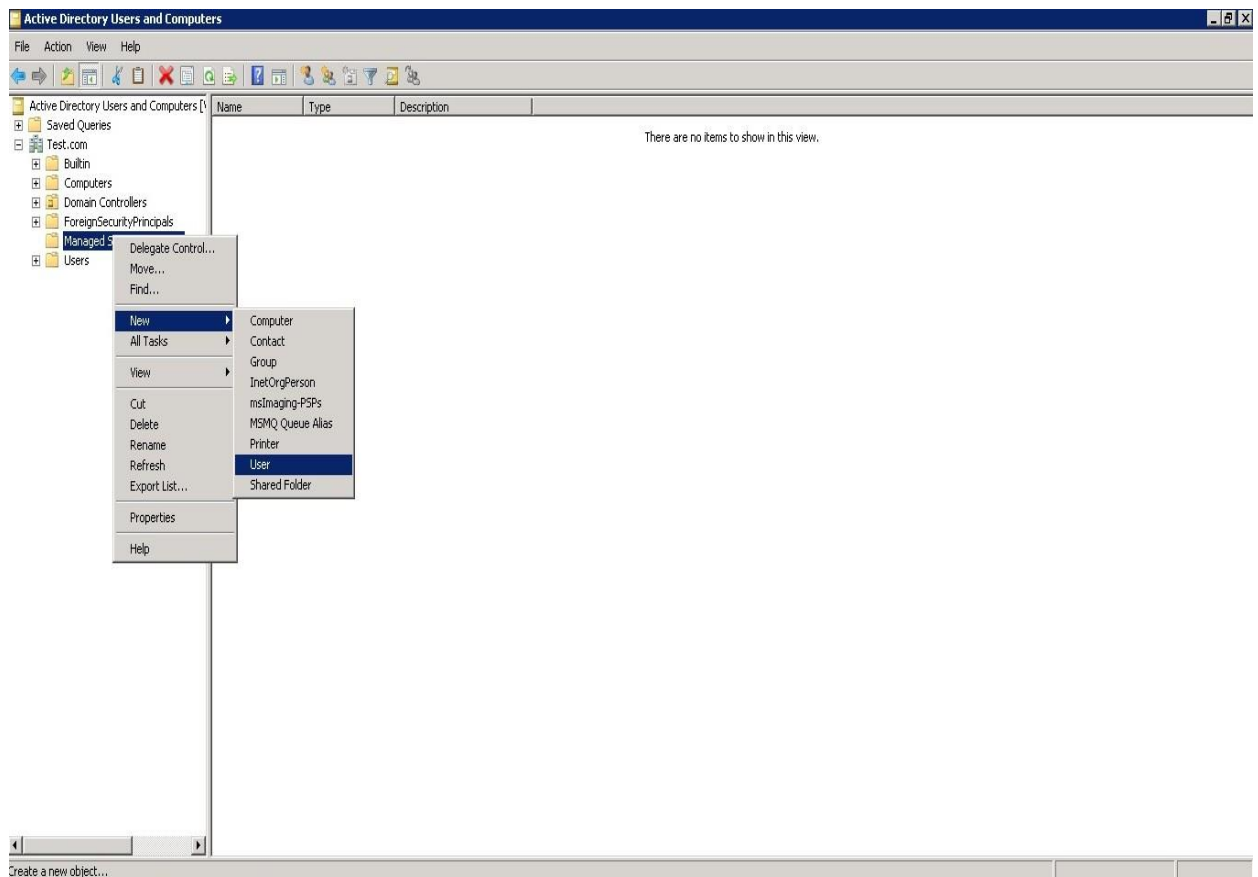 Active Directory Users and Computers
File Action View Help
Active Directory Users and Computers [
Name Type Description
Saved Queries
There are no items to show in this view.
Test.com
Builtin
Computers
Domain Controllers
ForeignSecurityPrincipals
Managed S
Users
Delegate Control...
Move...
Find...
New
All Tasks
View
Cut
Delete
Rename
Refresh
Export List...
Properties
Help
Computer
Contact
Group
InetOrgPerson
msImaging-PSPs
MSMQ Queue Alias
Printer
User
Shared Folder
Create a new object...